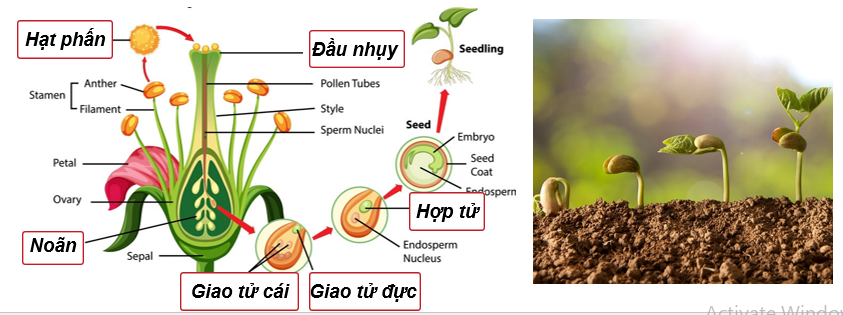 Hạt phấn
Đầu nhụy
Seedling
Anther
Stamen
Filament
Pollen Tubes
Style
Sperm Nuclei
Seed
Embryo
Seed
Coat
Endosperm
Petal
Ovary
Hợp tử
Noãn
Sepal
Endosperm
Nucleus
Giao tử cái
Giao tử đực
Activate Window